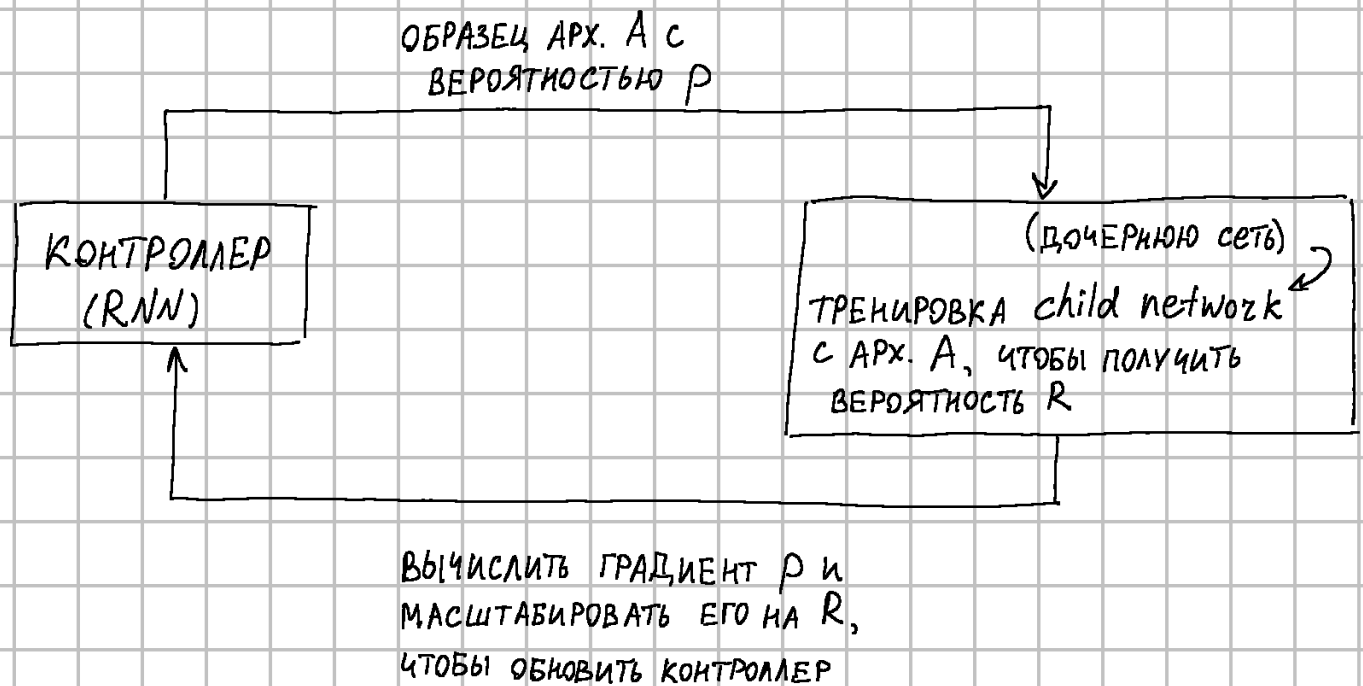 ОБРАЗЕЦ АРХ. А С
ВЕРОЯТНОСТЬЮ p
КОНТРОЛЛЕР
(RNN)
(ДОЧЕРНЮЮ СЕТЬ)
ТРЕНИРОВКА child network
С АРХ. А, ЧТОБЫ ПОЛУЧИТЬ
ВЕРОЯТНОСТЬ R
ВЫЧИСЛИТЬ ГРАДИЕНТ p И
МАСШТАБИРОВАТЬ ЕГО НА R,
ЧТОБЫ ОБНОВИТЬ КОНТРОЛЛЕР